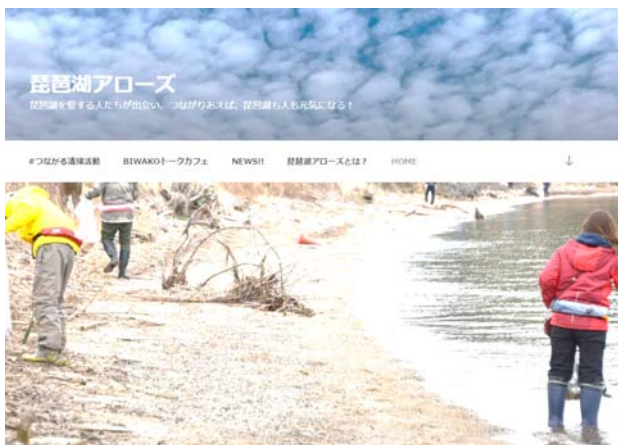 琵琶湖アローズ
琵琶湖を愛する人たちが出会い、つながりあえば、琵琶湖も人も元気になる！
#つながる清掃活動 BIWAKOトークカフェ NEWS!! 琵琶湖アローズとは？ HOME